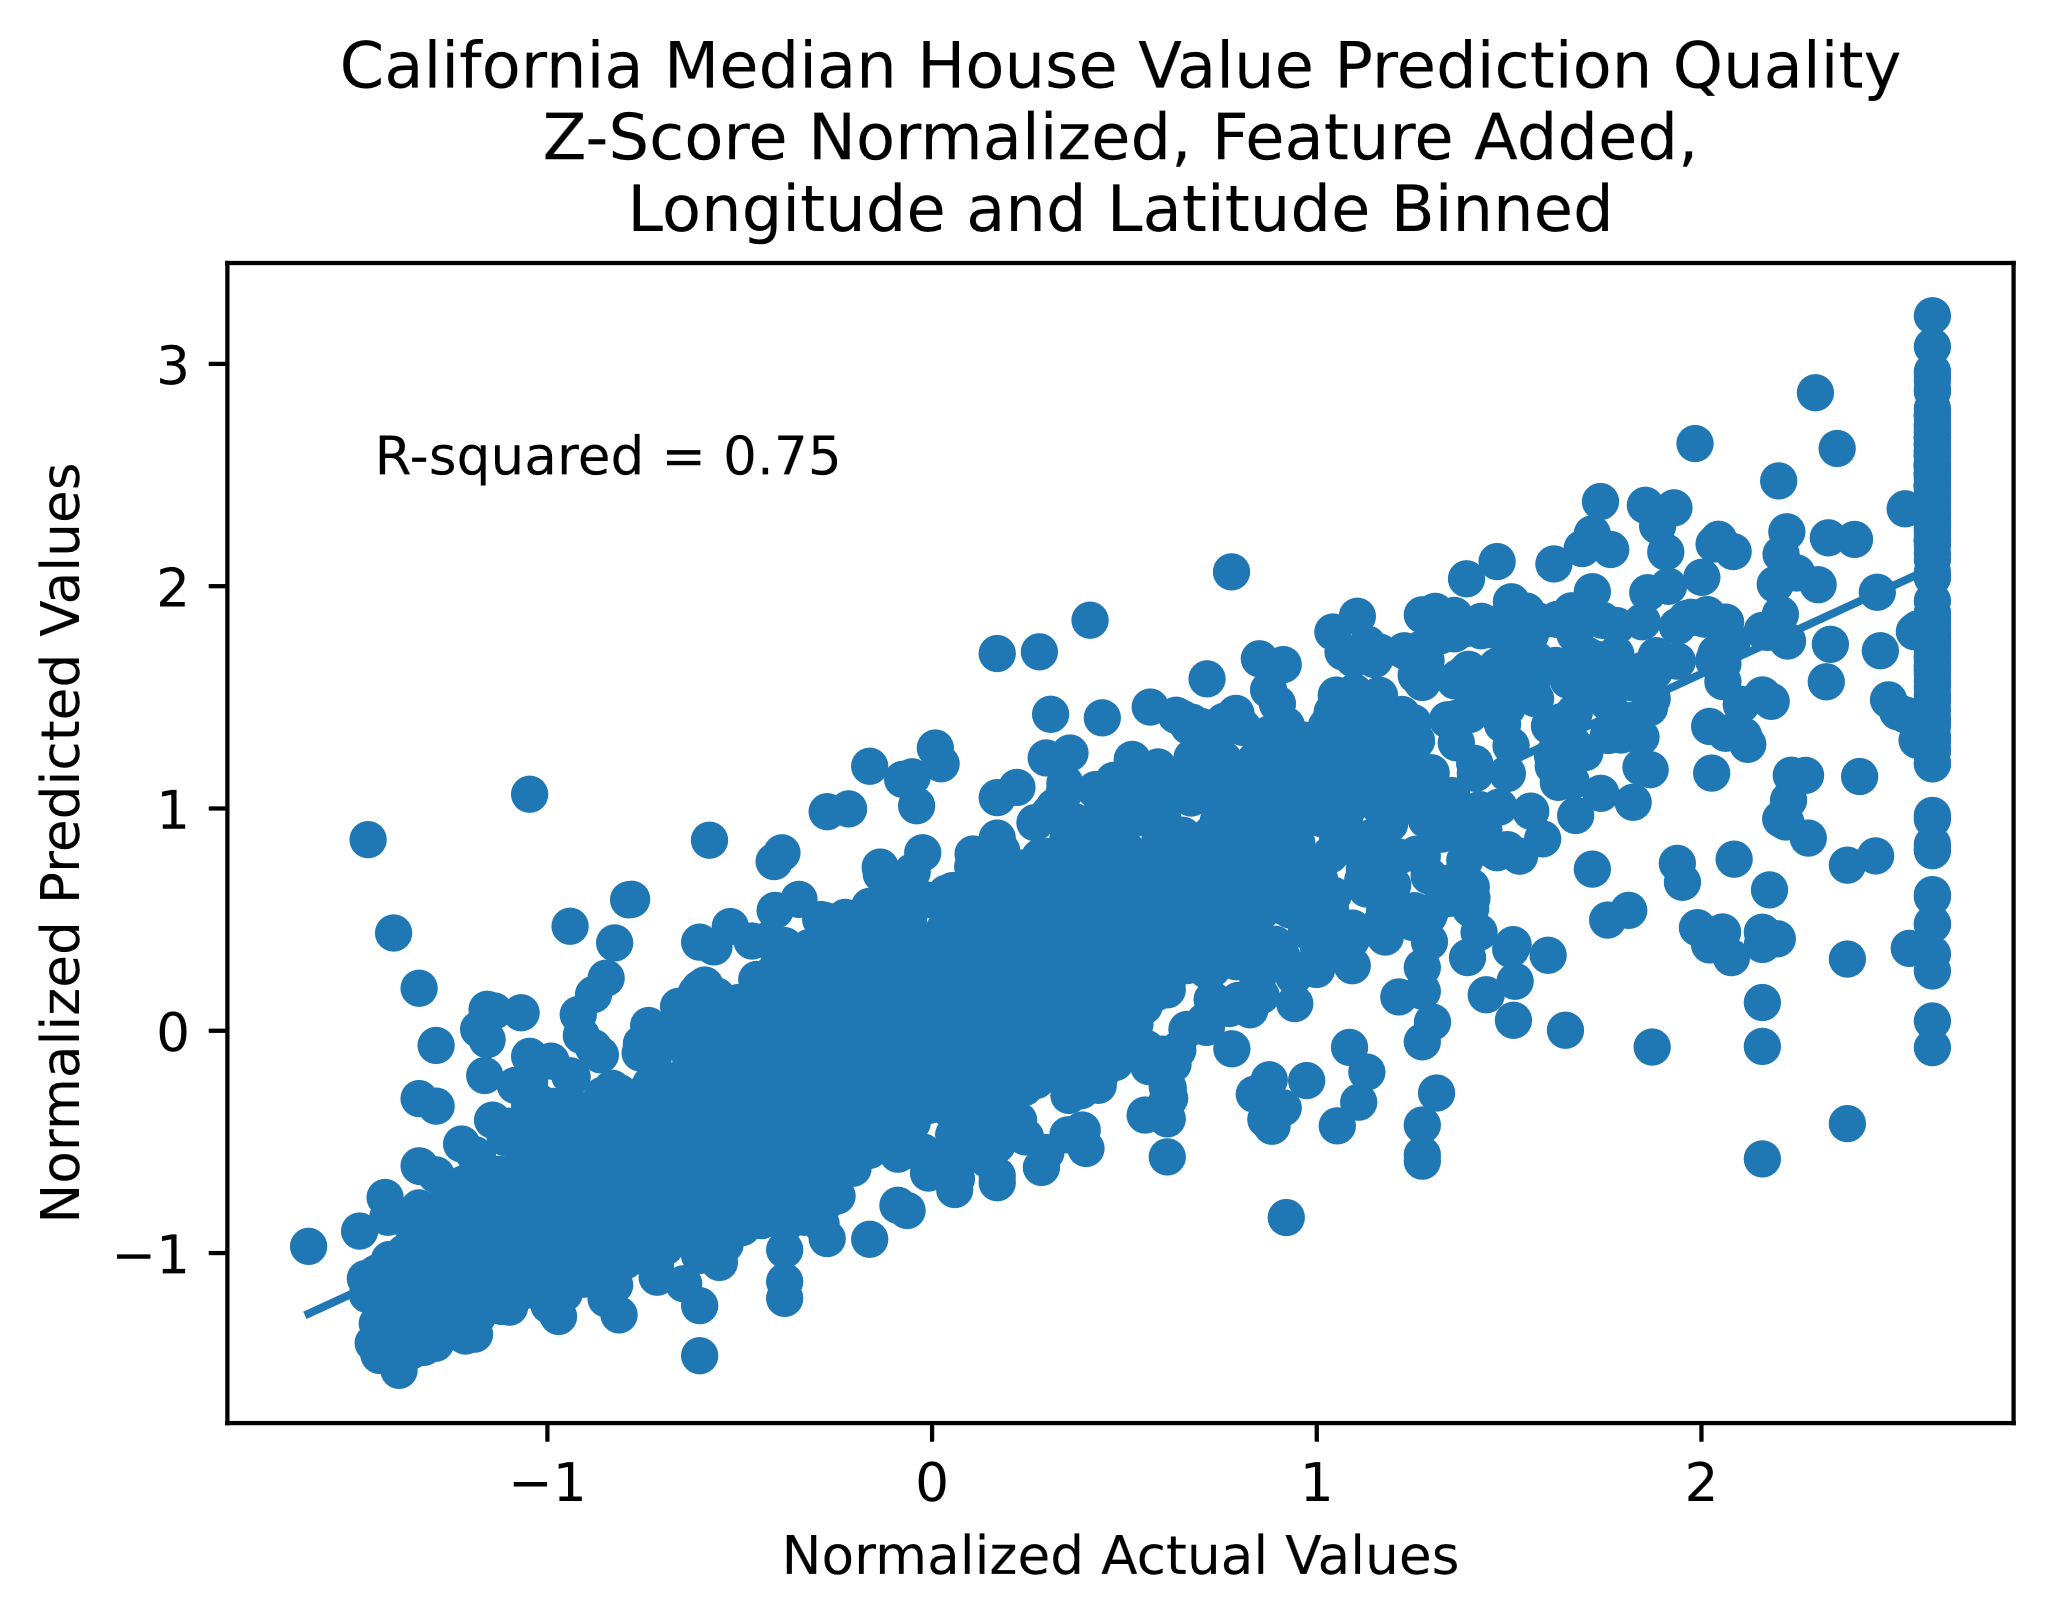 California Median House Value Prediction Quality
Z-Score Normalized, Feature Added,
Longitude and Latitude Binned
R-squared = 0.75
Normalized Predicted Values
3
2
1
0
−1
−1 0 1 2
Normalized Actual Values